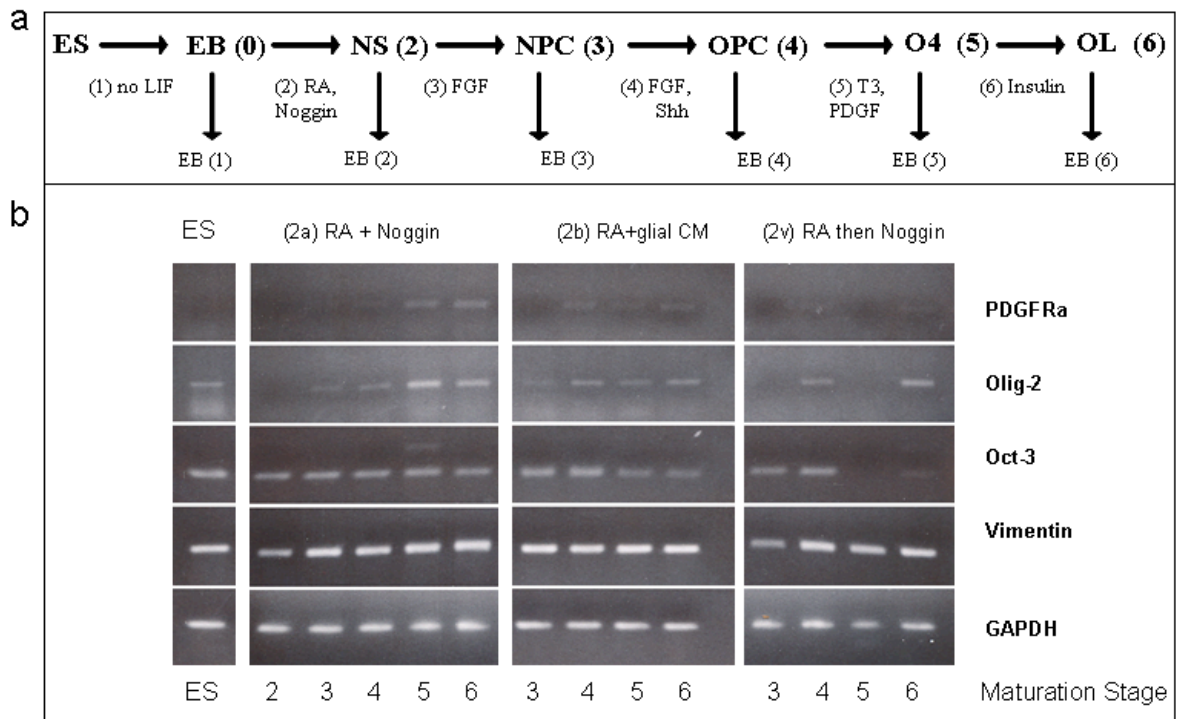 a
ES EB (0) NS (2) NPC (3) OPC (4) O4 (5) OL (6)
(1) no LIF (2) RA, (3) FGF (4) FGF, (5) T3, (6) Insulin
Noggin Shh PDGF
EB (1) EB (2) EB (3) EB (4) EB (5) EB (6)
b
ES (2a) RA + Noggin (2b) RA+glial CM (2v) RA then Noggin
PDGFRa
Olig-2
Oct-3
Vimentin
GAPDH
ES 2 3 4 5 6 3 4 5 6 3 4 5 6 Maturation Stage